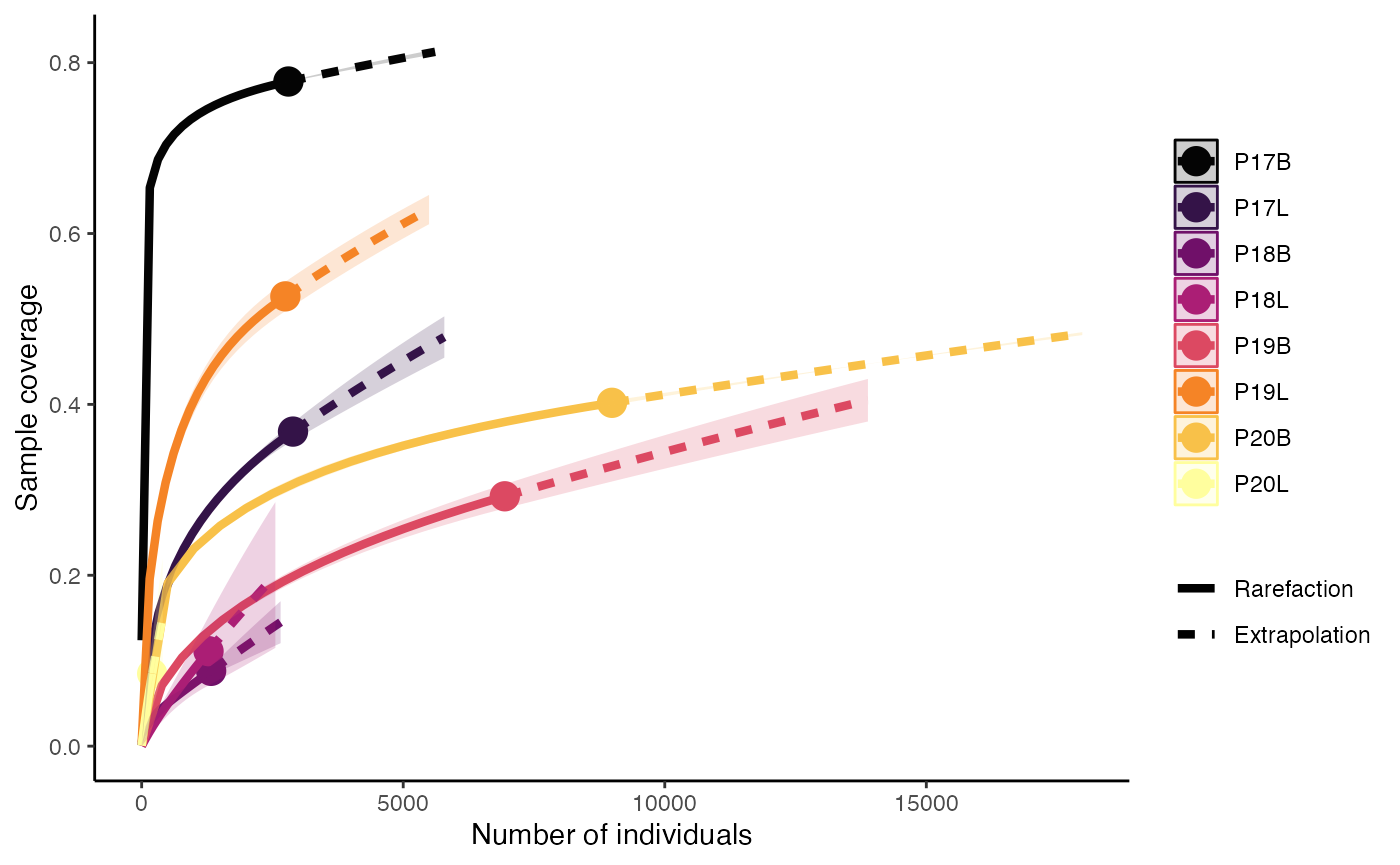 0.8
0.6
0.4
0.2
0.0
Sample coverage
0
5000
10000
15000
Number of individuals
P17B
P17L
P18B
P18L
P19B
P19L
P20B
P20L
Rarefaction
Extrapolation